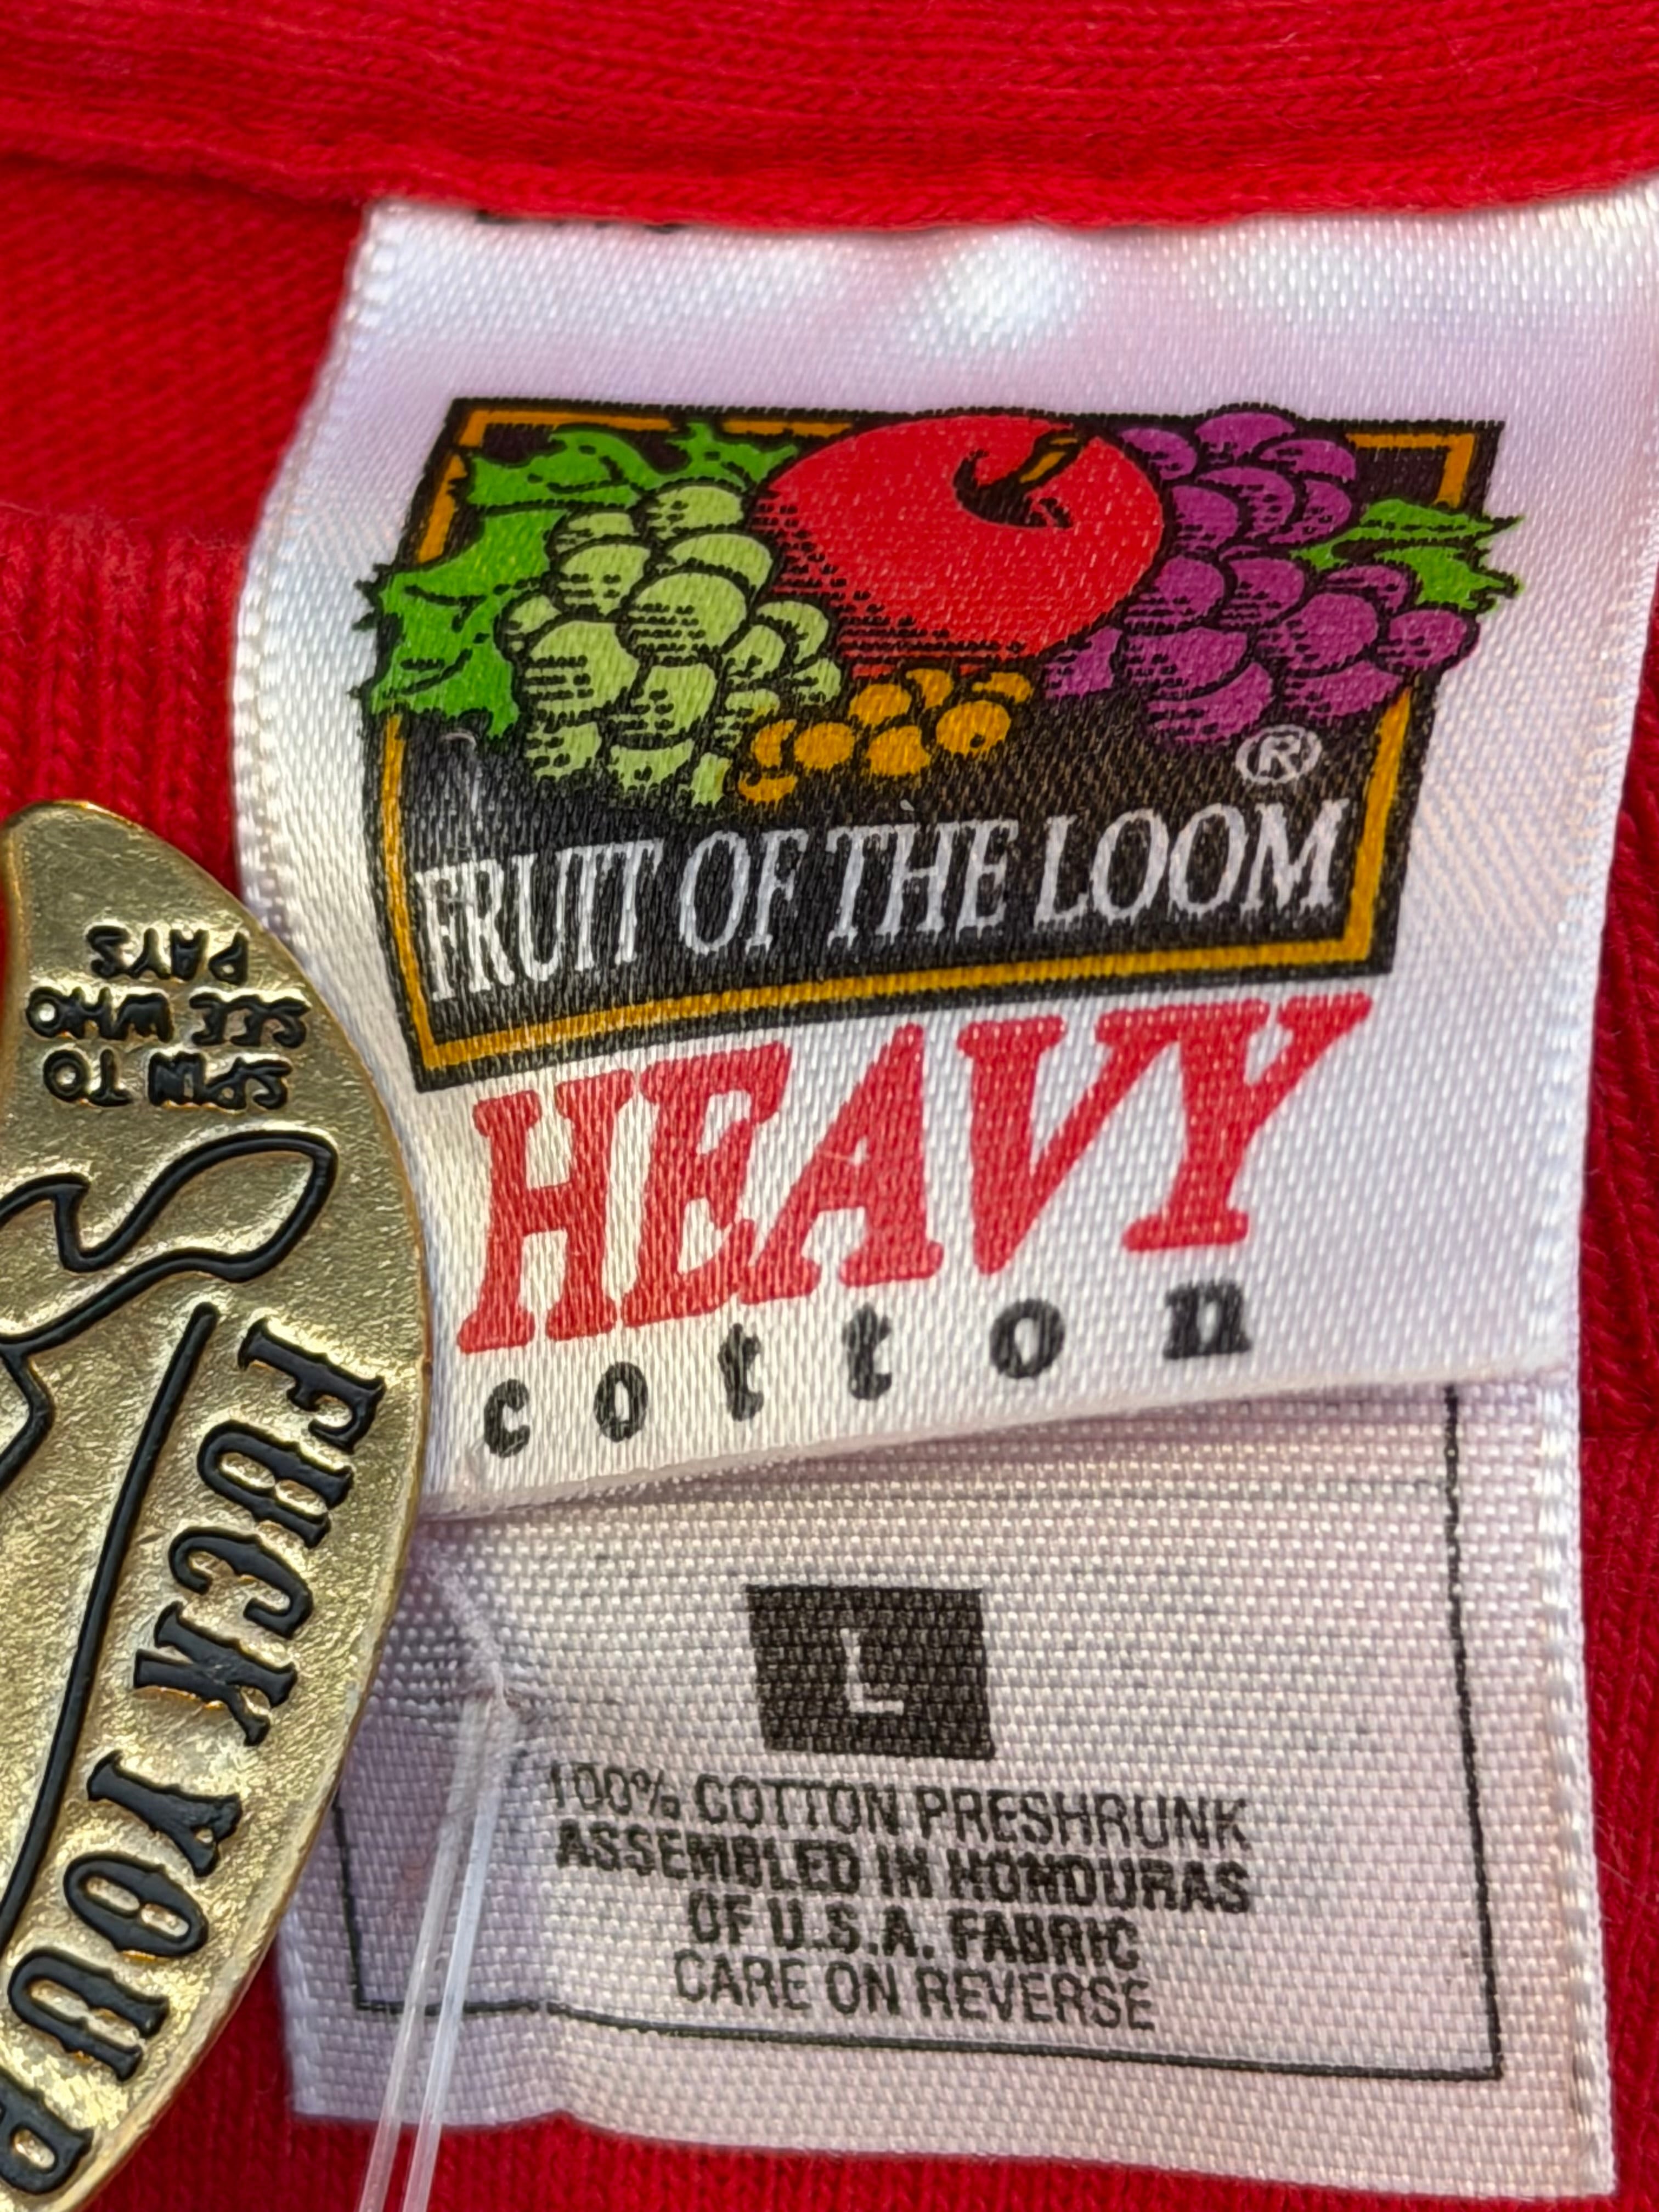 ®
FRUIT OF THE LOOM
HEAVY
cotton
L
100% COTTON PRESHRUNK
ASSEMBLED IN HONDURAS
OF U.S.A. FABRIC
CARE ON REVERSE
SPIN TO
SEE WHO
PAYS
FUCK YOUR